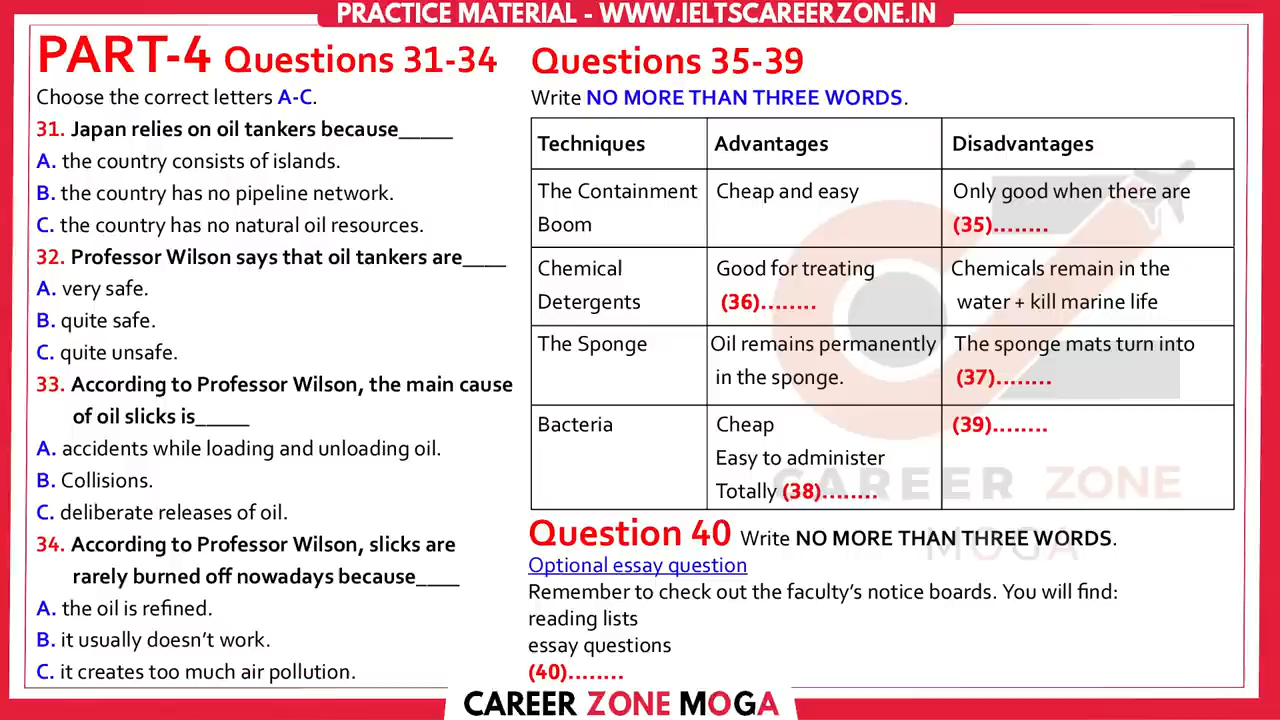 PRACTICE MATERIAL - WWW.IELTSCAREERZONE.IN
PART-4 Questions 31-34
Choose the correct letters A-C.
31. Japan relies on oil tankers because_____
A. the country consists of islands.
B. the country has no pipeline network.
C. the country has no natural oil resources.
32. Professor Wilson says that oil tankers are____
A. very safe.
B. quite safe.
C. quite unsafe.
33. According to Professor Wilson, the main cause
of oil slicks is_____
A. accidents while loading and unloading oil.
B. Collisions.
C. deliberate releases of oil.
34. According to Professor Wilson, slicks are
rarely burned off nowadays because____
A. the oil is refined.
B. it usually doesn't work.
C. it creates too much air pollution.
Questions 35-39
Write NO MORE THAN THREE WORDS.
Techniques Advantages Disadvantages
The Containment Cheap and easy Only good when there are
Boom (35)........
Chemical Good for treating Chemicals remain in the
Detergents (36)........ water + kill marine life
The Sponge Oil remains permanently The sponge mats turn into
in the sponge. (37)........
Bacteria Cheap (39)........
Easy to administer
Totally (38)........
CAREER ZONE
MOGA
Question 40 Write NO MORE THAN THREE WORDS.
Optional essay question
Remember to check out the faculty's notice boards. You will find:
reading lists
essay questions
(40)........
CAREER ZONE MOGA